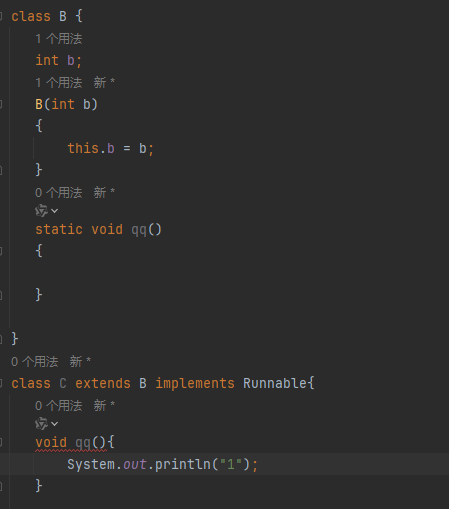 class B {
1 个用法
int b;
1 个用法 新 *
B(int b)
{
this.b = b;
}
0 个用法 新 *
static void qq()
{
}
}
0 个用法 新 *
class C extends B implements Runnable{
0 个用法 新 *
void qq(){
System.out.println("1");
}